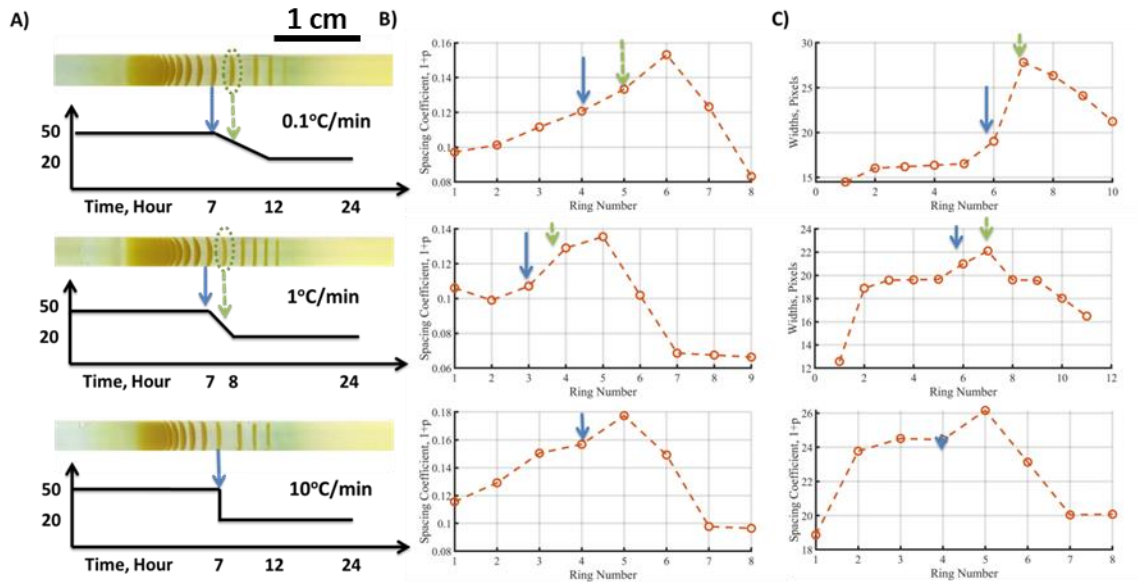 A)
1 cm
50
20
0.1°C/min
Time, Hour 7 12 24
50
20
1°C/min
Time, Hour 7 8 24
50
20
10°C/min
Time, Hour 7 24
B)
0.16
0.14
0.12
0.1
0.08
Spacing Coefficient, 1+p
1 2 3 4 5 6 7 8
Ring Number
0.14
0.12
0.1
0.08
0.06
Spacing Coefficient, 1+p
1 2 3 4 5 6 7 8 9
Ring Number
0.18
0.16
0.14
0.12
0.1
0.08
Spacing Coefficient, 1+p
1 2 3 4 5 6 7 8
Ring Number
C)
30
25
20
15
Widths, Pixels
0 2 4 6 8 10
Ring Number
24
22
20
18
16
14
12
Widths, Pixels
0 2 4 6 8 10 12
Ring Number
26
24
22
20
18
16
Spacing Coefficient, 1+p
1 2 3 4 5 6 7 8
Ring Number